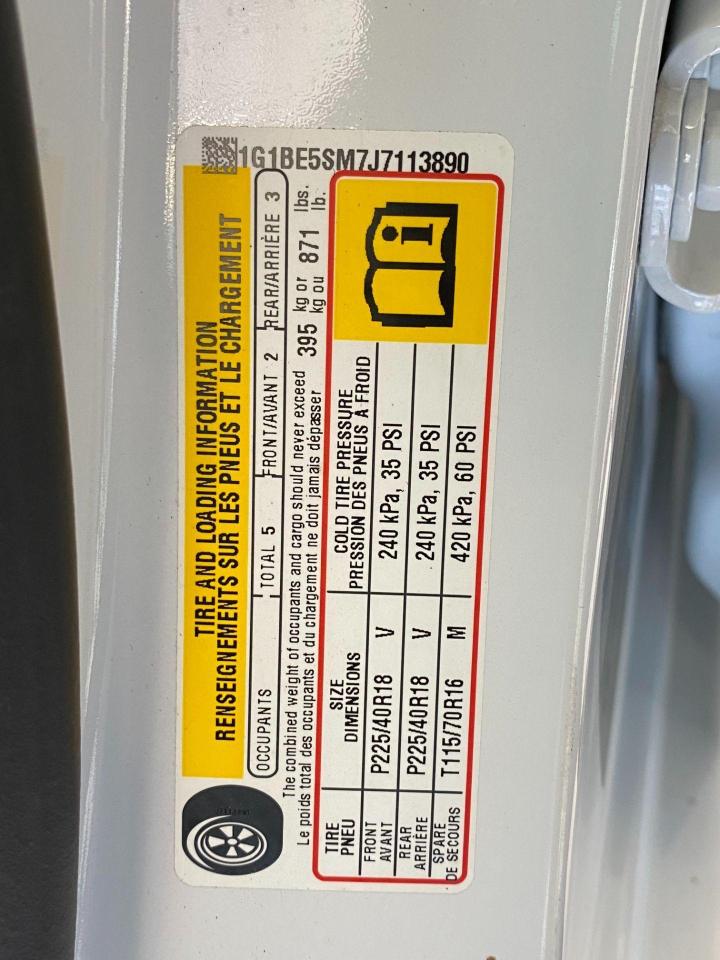 1G1BE5SM7J7113890
TIRE AND LOADING INFORMATION
RENSEIGNEMENTS SUR LES PNEUS ET LE CHARGEMENT
OCCUPANTS TOTAL 5 FRONT/AVANT 2 REAR/ARRIÈRE 3
The combined weight of occupants and cargo should never exceed 395 kg or 871 lbs.
Le poids total des occupants et du chargement ne doit jamais dépasser kg ou lb.
TIRE SIZE COLD TIRE PRESSURE
PNEU DIMENSIONS PRESSION DES PNEUS À FROID
FRONT
AVANT P225/40R18 V 240 kPa, 35 PSI
REAR
ARRIÈRE P225/40R18 V 240 kPa, 35 PSI
SPARE
DE SECOURS T115/70R16 M 420 kPa, 60 PSI